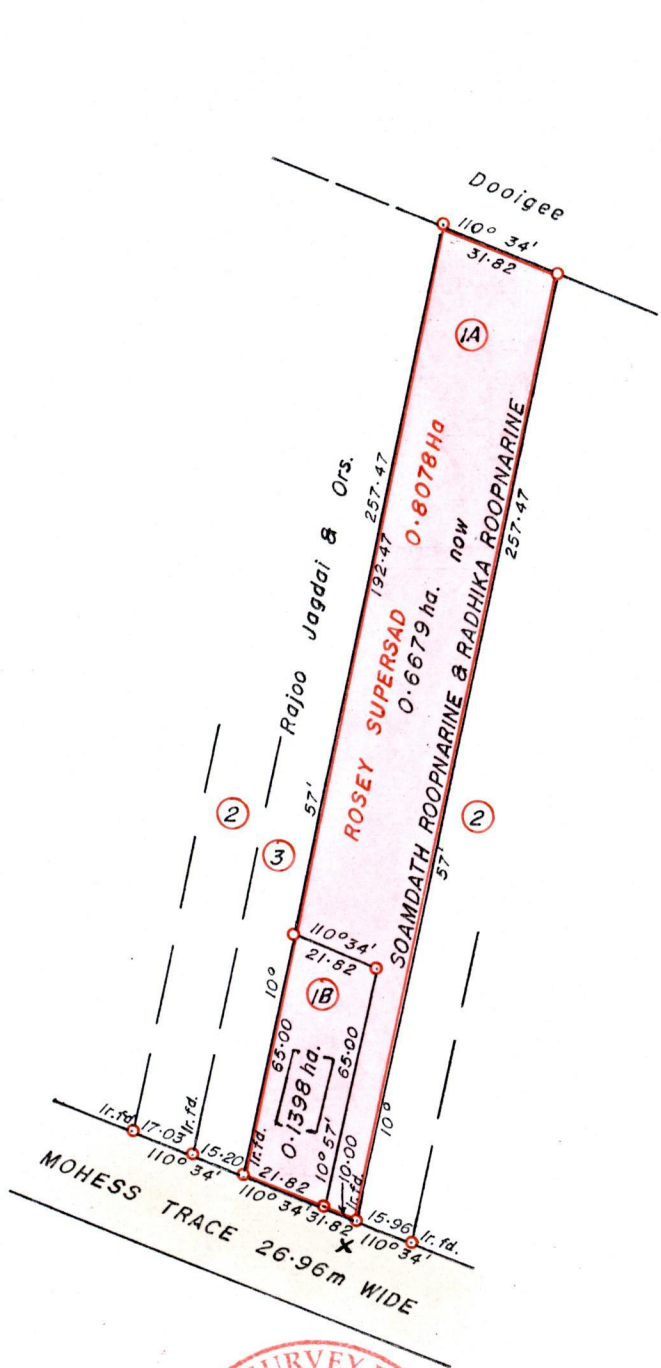 Dooigee
110° 34'
31.82
1A
257.47
192.47
Rajoo Jagdai & Ors.
0.8078Ha
ROSEY SUPERSAD
0.6679 ha.
now
SOAMDATH ROOPNARINE & RADHIKA ROOPNARINE
257.47
57'
57'
2
3
2
110°34'
21.82
10°
1B
65.00
65.00
0.1398 ha.
10° 57'
10.00
10°
Ir.fd.
17.03
Ir.fd.
110° 34'
15.20
Ir.fd.
21.82
110° 34'
31.82
Ir.fd.
15.96
Ir.fd.
110° 34'
X
MOHESS TRACE 26.96m WIDE
SURVEY